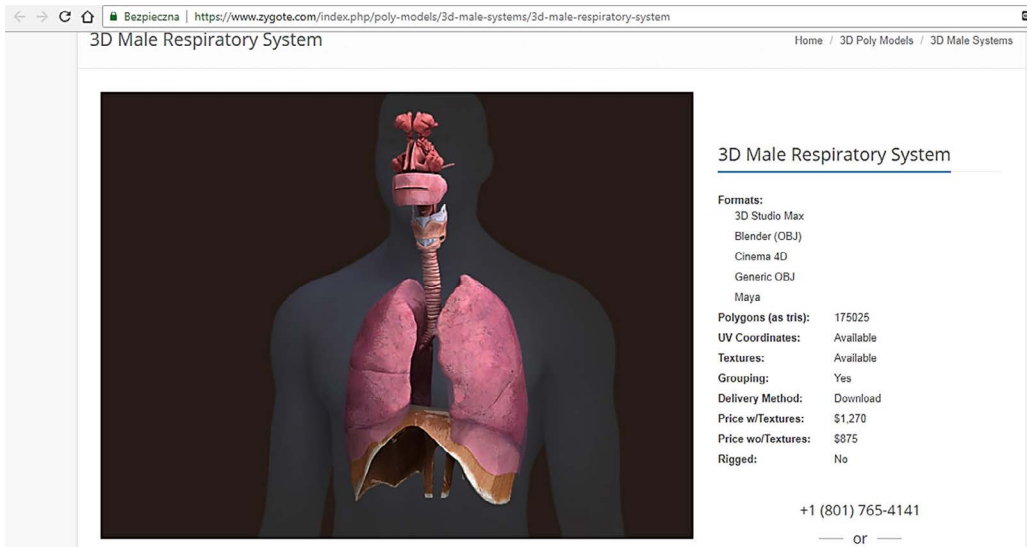 Bezpieczna | https://www.zygote.com/index.php/poly-models/3d-male-systems/3d-male-respiratory-system
3D Male Respiratory System
Home / 3D Poly Models / 3D Male Systems
3D Male Respiratory System
Formats:
3D Studio Max
Blender (OBJ)
Cinema 4D
Generic OBJ
Maya
Polygons (as tris): 175025
UV Coordinates: Available
Textures: Available
Grouping: Yes
Delivery Method: Download
Price w/Textures: $1,270
Price wo/Textures: $875
Rigged: No
+1 (801) 765-4141
or